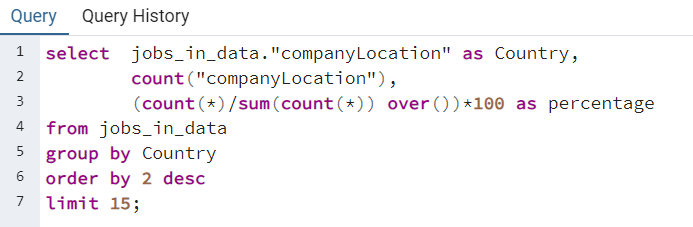 Query Query History
1 select  jobs_in_data."companyLocation" as Country,
2         count("companyLocation"),
3         (count(*)/sum(count(*)) over())*100 as percentage
4 from jobs_in_data
5 group by Country
6 order by 2 desc
7 limit 15;